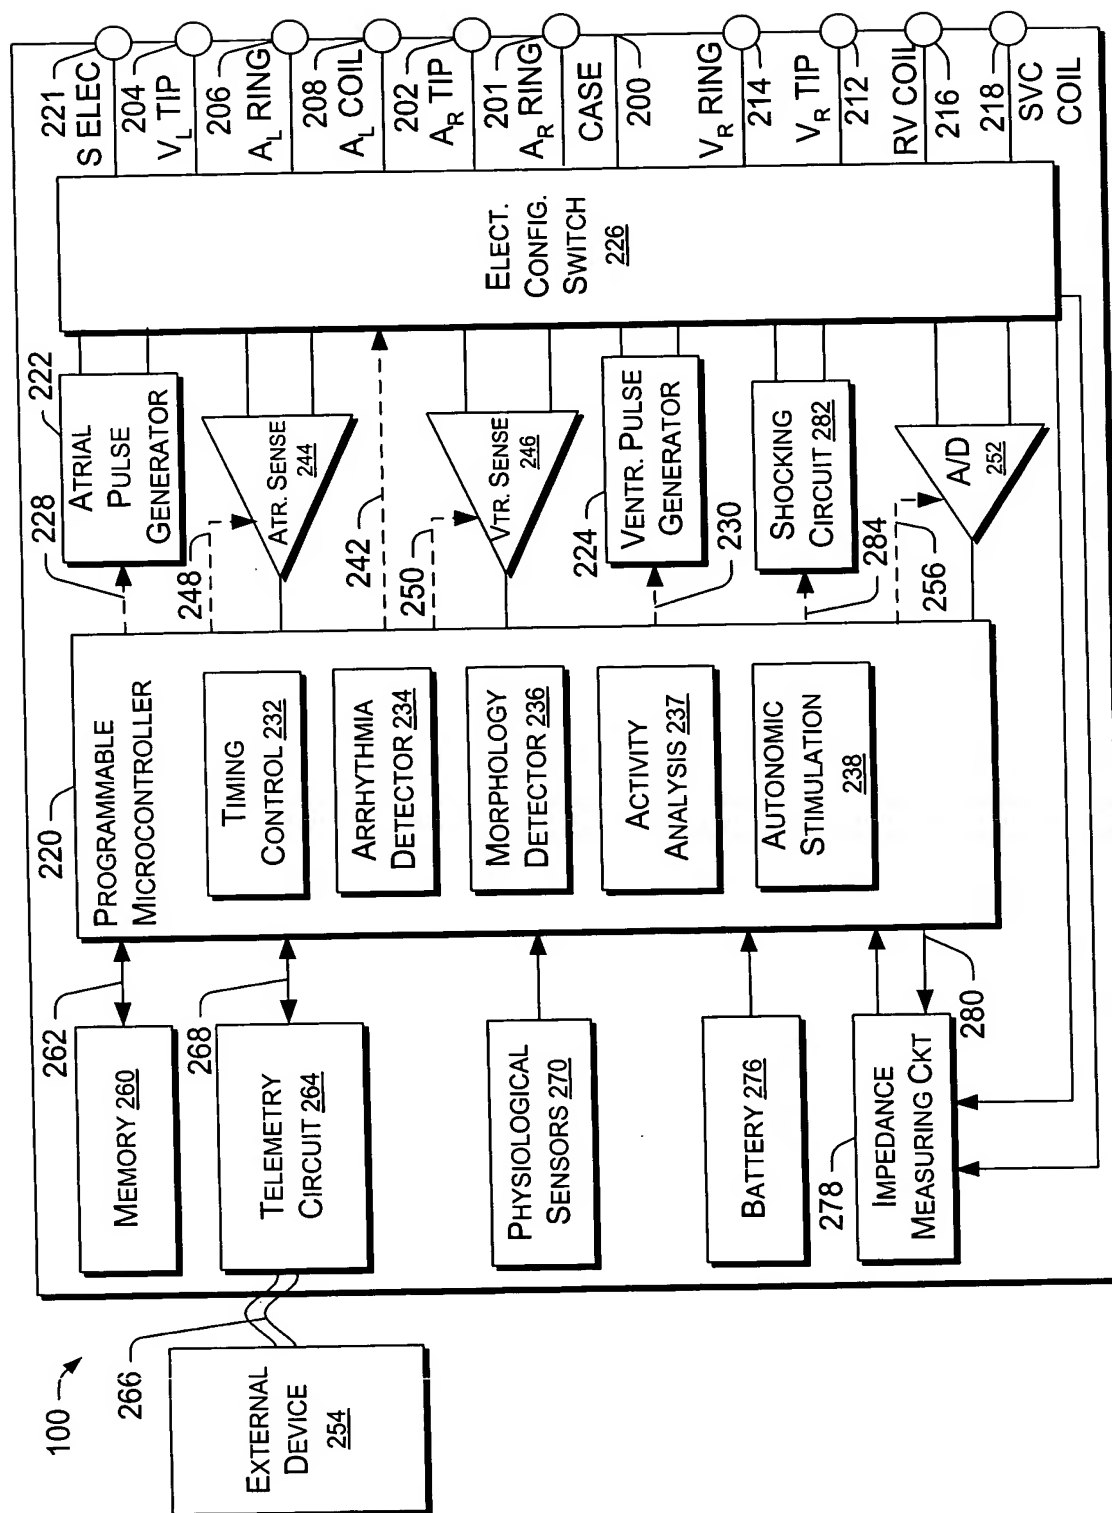 100
EXTERNAL
DEVICE
254
266
262
MEMORY 260
268
TELEMETRY
CIRCUIT 264
PHYSIOLOGICAL
SENSORS 270
BATTERY 276
278
IMPEDANCE
MEASURING CKT
280
220
PROGRAMMABLE
MICROCONTROLLER
TIMING
CONTROL 232
ARRHYTHMIA
DETECTOR 234
MORPHOLOGY
DETECTOR 236
ACTIVITY
ANALYSIS 237
AUTONOMIC
STIMULATION
238
222
228
ATRIAL
PULSE
GENERATOR
248
ATR. SENSE
244
242
250
VTR. SENSE
246
224
VENTR. PULSE
GENERATOR
230
SHOCKING
CIRCUIT 282
284
256
A/D
252
ELECT.
CONFIG.
SWITCH
226
221
S ELEC
204
VL TIP
206
AL RING
208
AL COIL
202
AR TIP
201
AR RING
CASE
200
VR RING
214
VR TIP
212
RV COIL
216
218
SVC
COIL